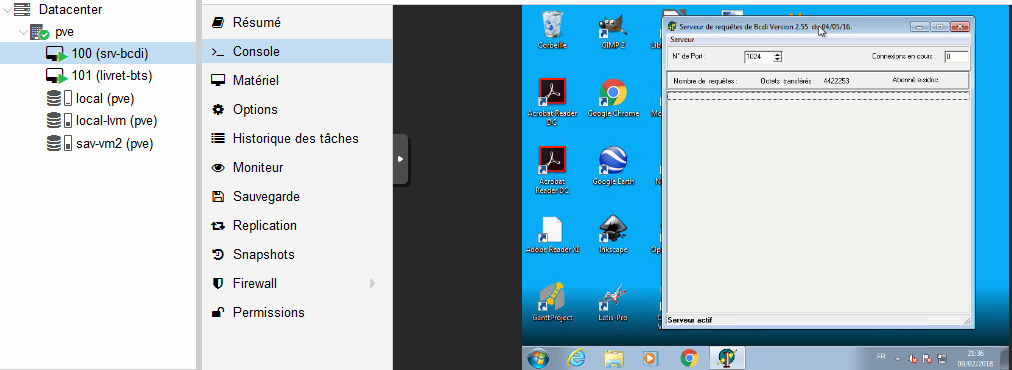 Datacenter
pve
100 (srv-bcdi)
101 (livret-bts)
local (pve)
local-lvm (pve)
sav-vm2 (pve)
Résumé
Console
Matériel
Options
Historique des tâches
Moniteur
Sauvegarde
Replication
Snapshots
Firewall
Permissions
Corbeille
GIMP 2
Acrobat Reader DC
Google Chrome
Acrobat Reader DC
Google Earth
Adobe Reader XI
Inkscape
GanttProject
Latis-Pro
Serveur de requêtes de Bcdi Version 2.55 du 04/05/16.
Serveur
N° de Port :
1024
Connexions en cours :
0
Nombre de requêtes :
Octets transférés :
4422253
Abonné e-sidoc
Serveur actif
FR
21:36
09/02/2018